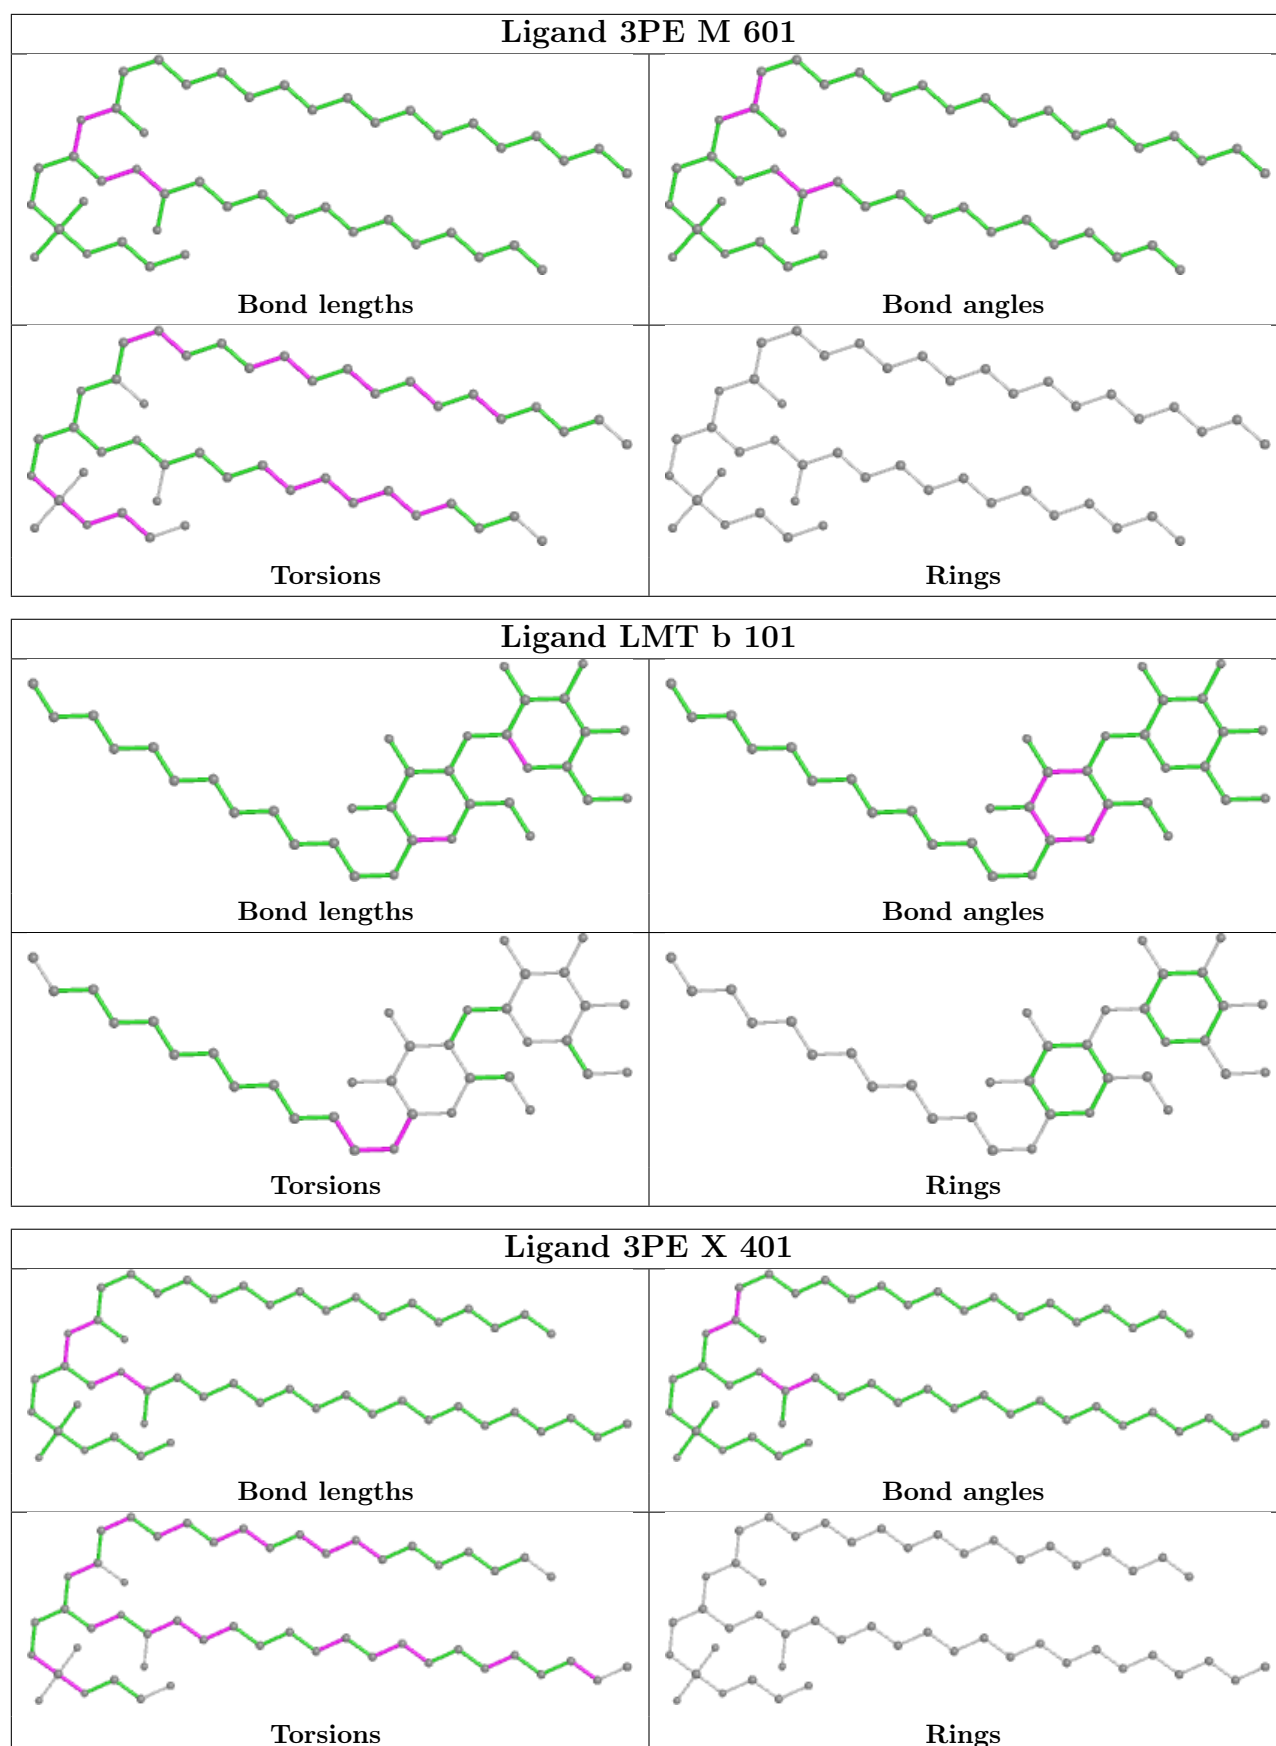 Ligand 3PE M 601
Bond lengths
Bond angles
Torsions
Rings
Ligand LMT b 101
Bond lengths
Bond angles
Torsions
Rings
Ligand 3PE X 401
Bond lengths
Bond angles
Torsions
Rings